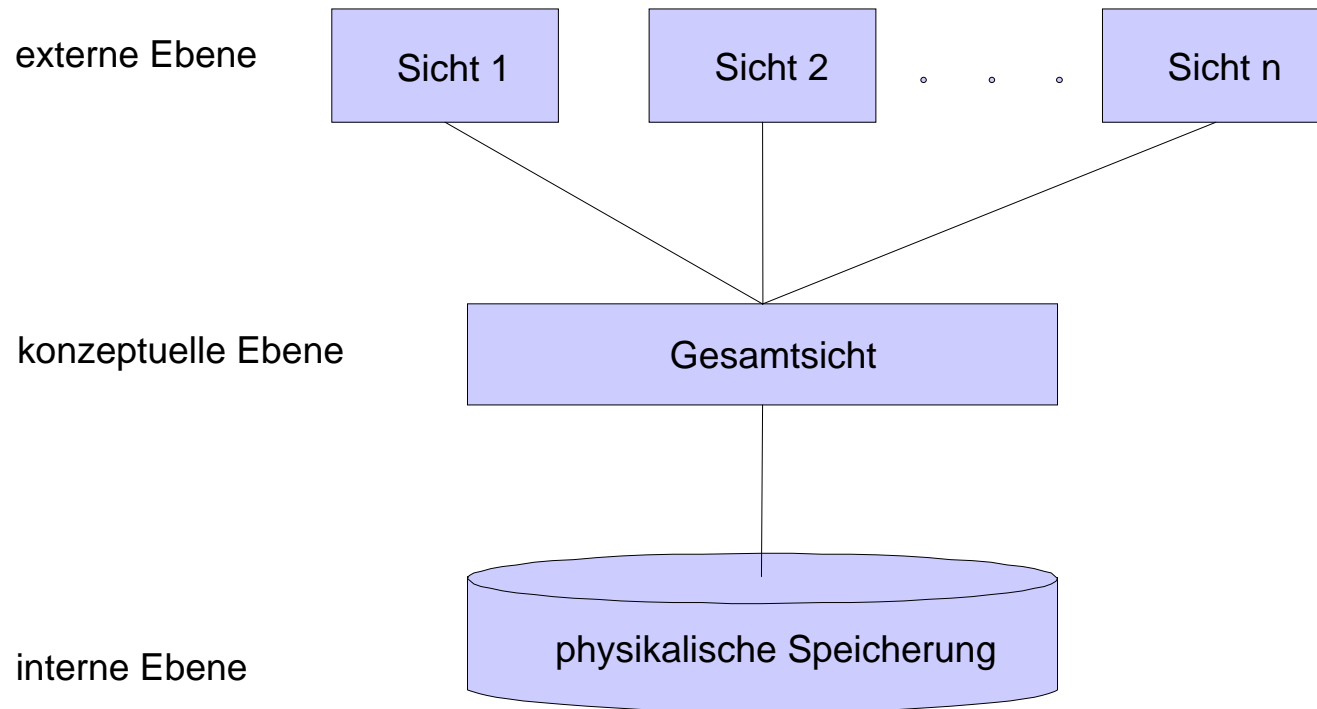 externe Ebene
Sicht 1
Sicht 2
. . .
Sicht n
konzeptuelle Ebene
Gesamtsicht
physikalische Speicherung
interne Ebene